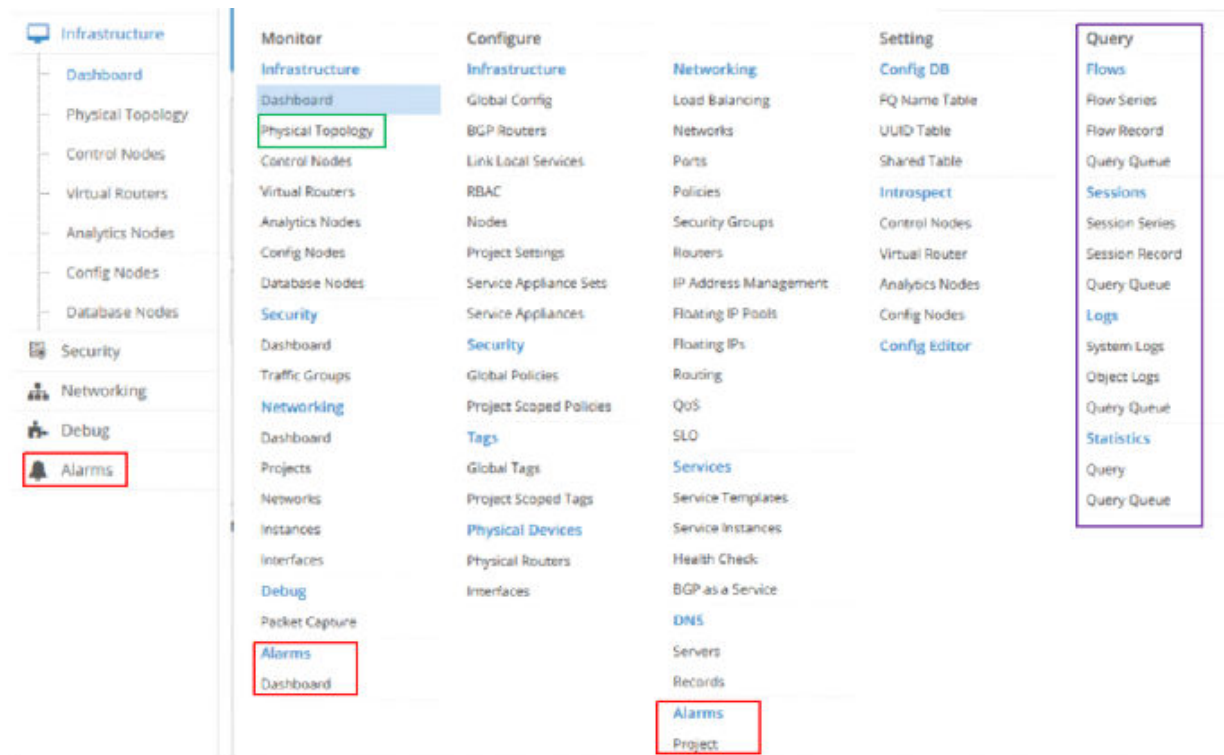 Infrastructure
Dashboard
Physical Topology
Control Nodes
Virtual Routers
Analytics Nodes
Config Nodes
Database Nodes
Security
Networking
Debug
Alarms
Monitor
Infrastructure
Dashboard
Physical Topology
Control Nodes
Virtual Routers
Analytics Nodes
Config Nodes
Database Nodes
Security
Dashboard
Traffic Groups
Networking
Dashboard
Projects
Networks
Instances
Interfaces
Debug
Packet Capture
Alarms
Dashboard
Configure
Infrastructure
Global Config
BGP Routers
Link Local Services
RBAC
Nodes
Project Settings
Service Appliance Sets
Service Appliances
Security
Global Policies
Project Scoped Policies
Tags
Global Tags
Project Scoped Tags
Physical Devices
Physical Routers
Interfaces
Networking
Load Balancing
Networks
Ports
Policies
Security Groups
Routers
IP Address Management
Floating IP Pools
Floating IPs
Routing
QoS
SLO
Services
Service Templates
Service Instances
Health Check
BGP as a Service
DNS
Servers
Records
Alarms
Project
Setting
Config DB
FQ Name Table
UUID Table
Shared Table
Introspect
Control Nodes
Virtual Router
Analytics Nodes
Config Nodes
Config Editor
Query
Flows
Flow Series
Flow Record
Query Queue
Sessions
Session Series
Session Record
Query Queue
Logs
System Logs
Object Logs
Query Queue
Statistics
Query
Query Queue